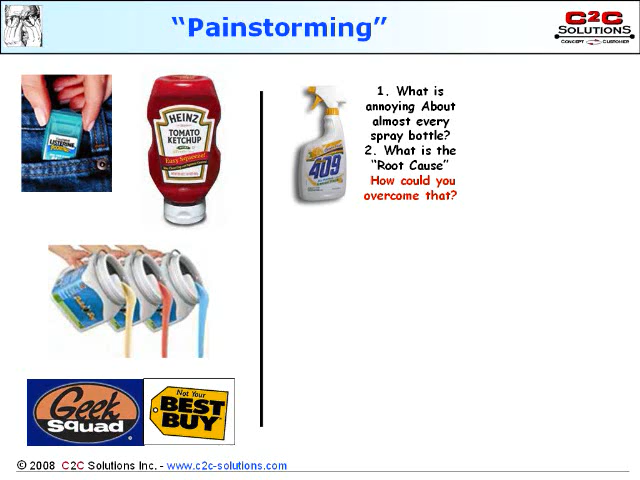 “Painstorming”
C2C
SOLUTIONS
CONCEPT CUSTOMER
LISTERINE
HEINZ
TOMATO
KETCHUP
Easy Squeeze!
409
1. What is
annoying About
almost every
spray bottle?
2. What is the
“Root Cause”
How could you
overcome that?
Geek
SQUAD
Not Your
BEST
BUY
© 2008 C2C Solutions Inc. - www.c2c-solutions.com